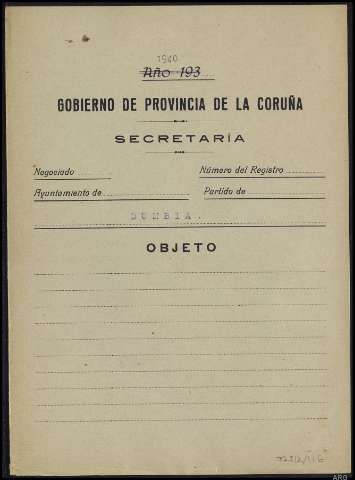 1940
Año 193
GOBIERNO DE PROVINCIA DE LA CORUÑA
SECRETARÍA
Negociado
Número del Registro
Ayuntamiento de
Partido de
DUMBIA.
OBJETO
ARG